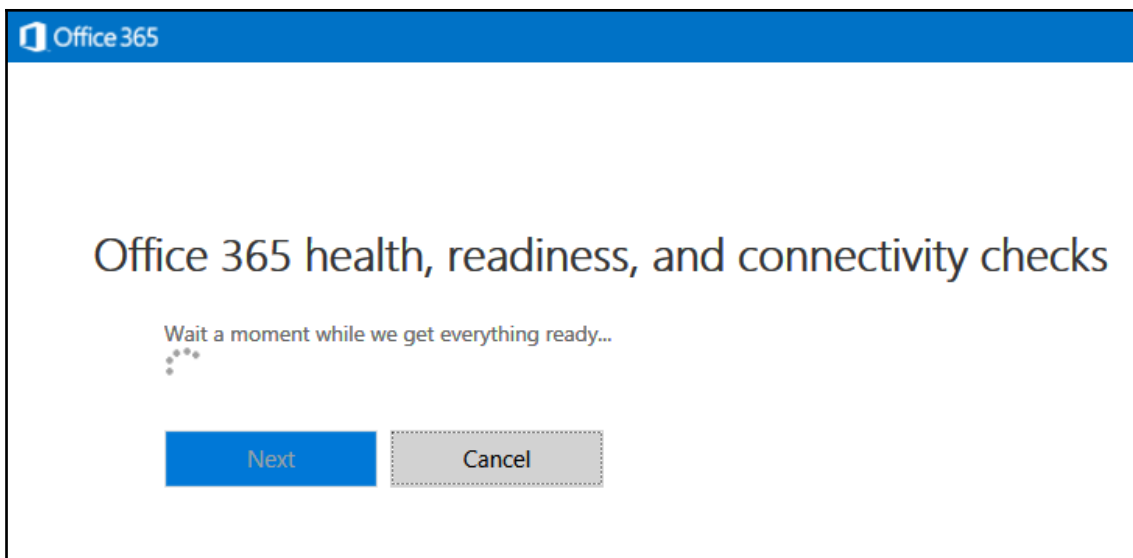 Office 365
Office 365 health, readiness, and connectivity checks
Wait a moment while we get everything ready...
Next
Cancel